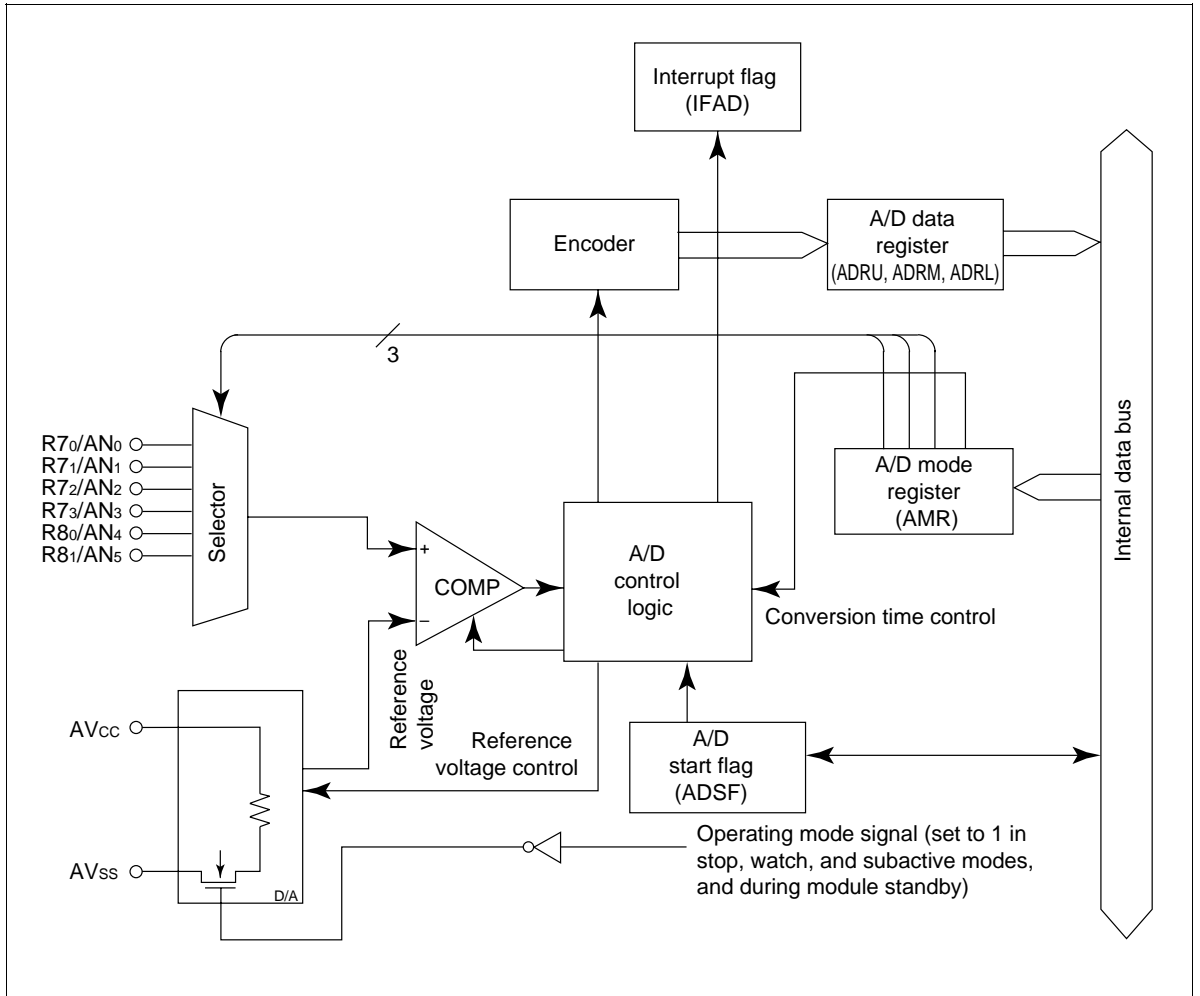 Interrupt flag
(IFAD)
Encoder
A/D data
register
(ADRU, ADRM, ADRL)
3
R7₀/AN₀
R7₁/AN₁
R7₂/AN₂
R7₃/AN₃
R8₀/AN₄
R8₁/AN₅
Selector
+
COMP
–
A/D
control
logic
A/D mode
register
(AMR)
Internal data bus
Conversion time control
Reference
voltage
Reference
voltage control
A/D
start flag
(ADSF)
AVCC
AVSS
D/A
Operating mode signal (set to 1 in
stop, watch, and subactive modes,
and during module standby)